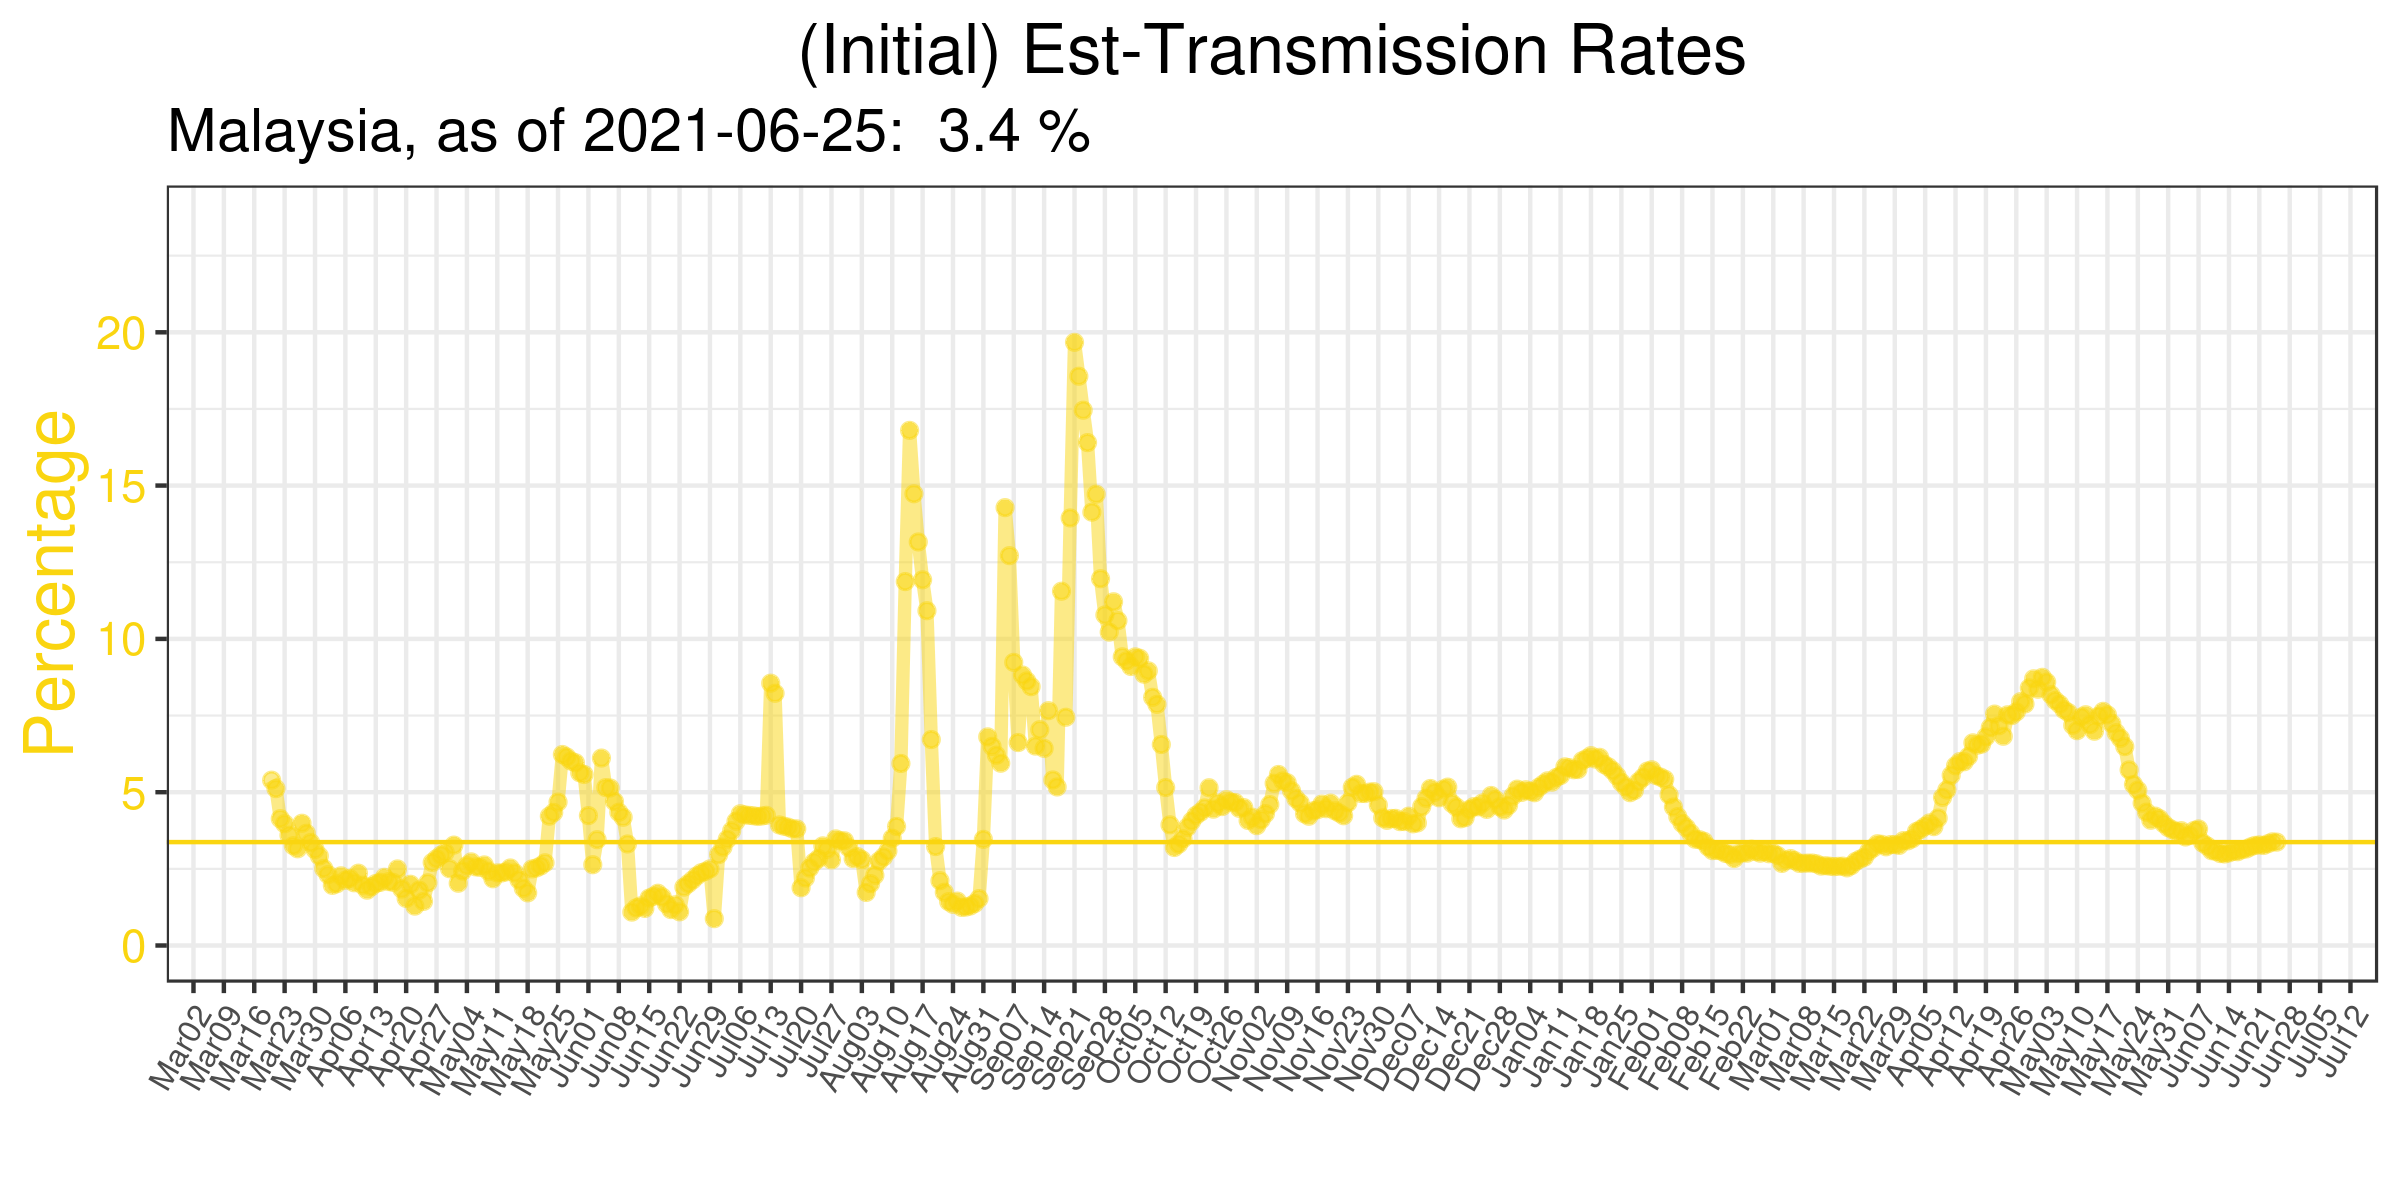 (Initial) Est-Transmission Rates
Malaysia, as of 2021-06-25:  3.4 %
Percentage
20
15
10
5
0
Mar02
Mar09
Mar16
Mar23
Mar30
Apr06
Apr13
Apr20
Apr27
May04
May11
May18
May25
Jun01
Jun08
Jun15
Jun22
Jun29
Jul06
Jul13
Jul20
Jul27
Aug03
Aug10
Aug17
Aug24
Aug31
Sep07
Sep14
Sep21
Sep28
Oct05
Oct12
Oct19
Oct26
Nov02
Nov09
Nov16
Nov23
Nov30
Dec07
Dec14
Dec21
Dec28
Jan04
Jan11
Jan18
Jan25
Feb01
Feb08
Feb15
Feb22
Mar01
Mar08
Mar15
Mar22
Mar29
Apr05
Apr12
Apr19
Apr26
May03
May10
May17
May24
May31
Jun07
Jun14
Jun21
Jun28
Jul05
Jul12